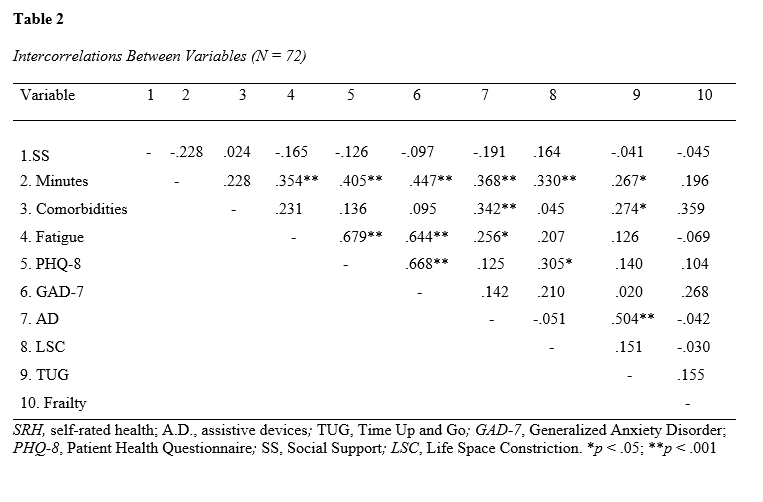 Table 2
Intercorrelations Between Variables (N = 72)
Variable 1 2 3 4 5 6 7 8 9 10
1.SS - -.228 .024 -.165 -.126 -.097 -.191 .164 -.041 -.045
2. Minutes - .228 .354** .405** .447** .368** .330** .267* .196
3. Comorbidities - .231 .136 .095 .342** .045 .274* .359
4. Fatigue - .679** .644** .256* .207 .126 -.069
5. PHQ-8 - .668** .125 .305* .140 .104
6. GAD-7 - .142 .210 .020 .268
7. AD - -.051 .504** -.042
8. LSC - .151 -.030
9. TUG - .155
10. Frailty -
SRH, self-rated health; A.D., assistive devices; TUG, Time Up and Go; GAD-7, Generalized Anxiety Disorder;
PHQ-8, Patient Health Questionnaire; SS, Social Support; LSC, Life Space Constriction. *p < .05; **p < .001